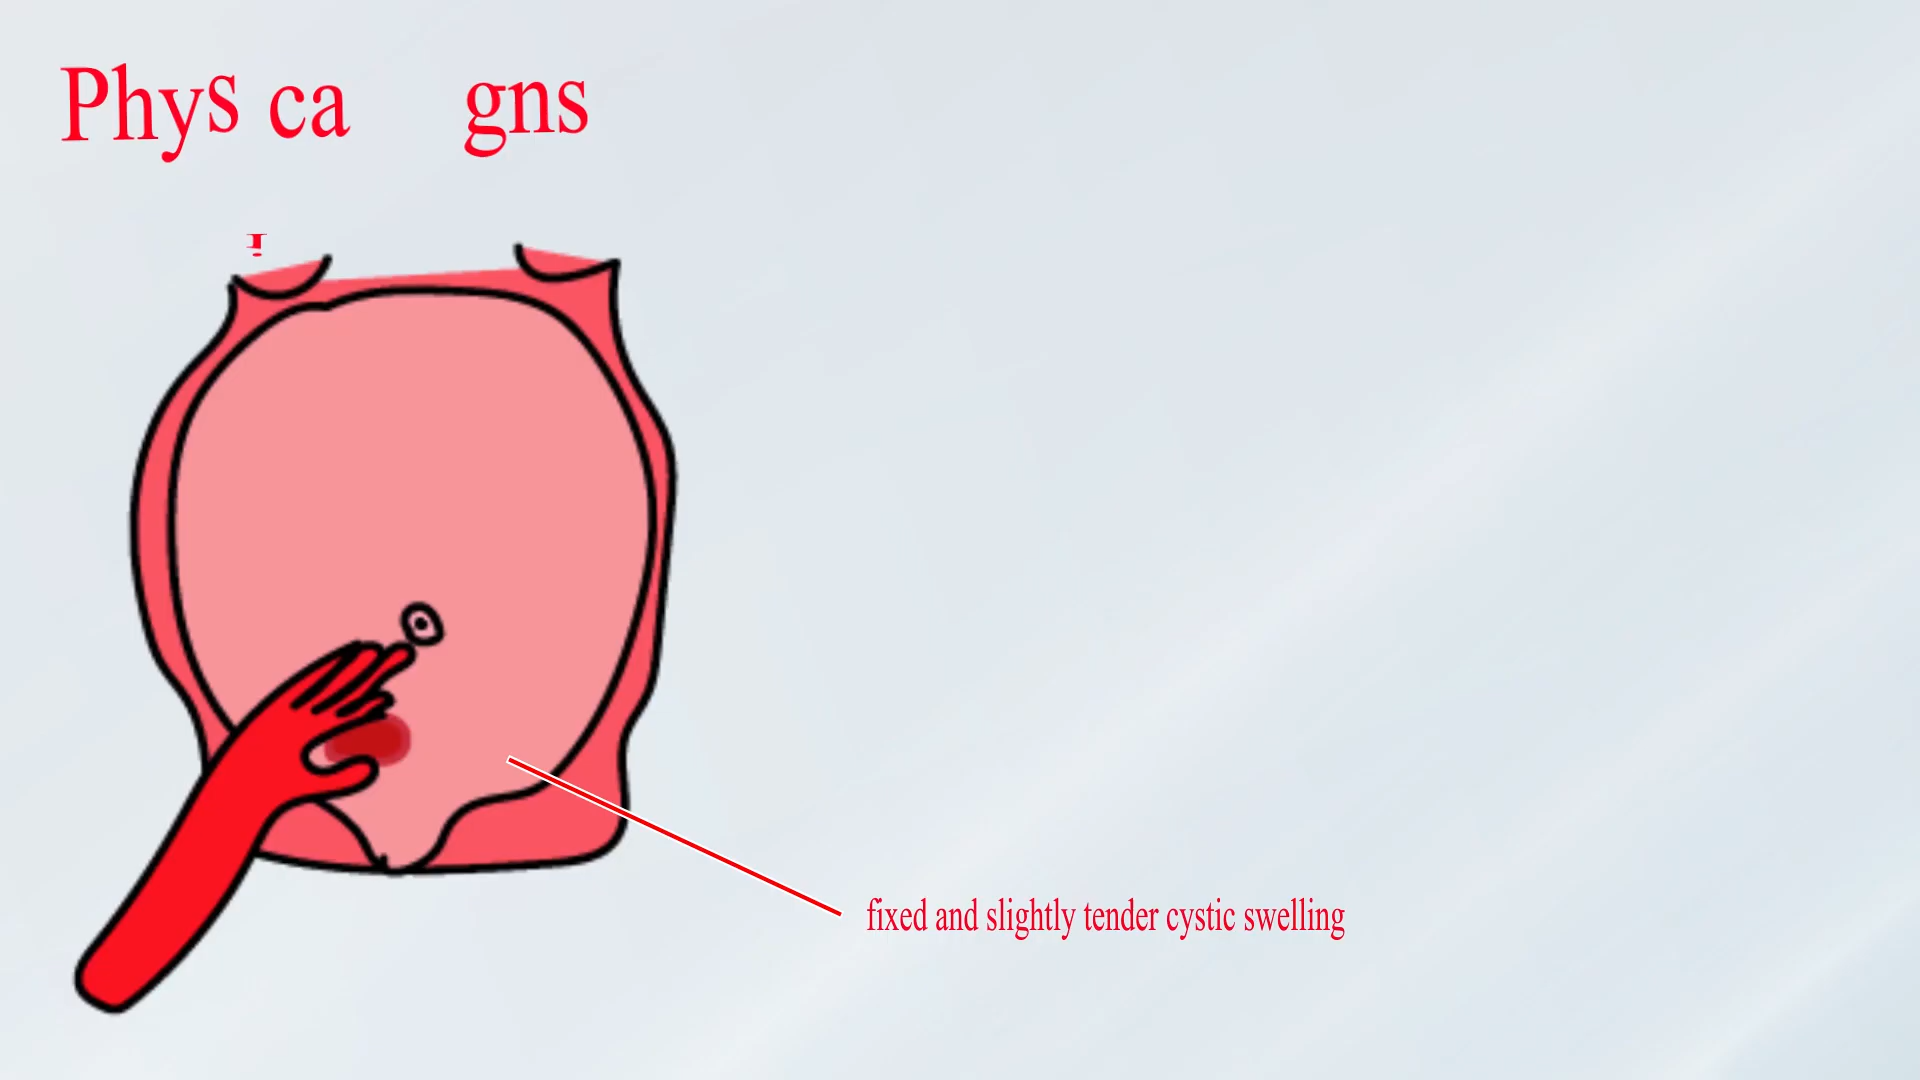 Phys ca gns
fixed and slightly tender cystic swelling